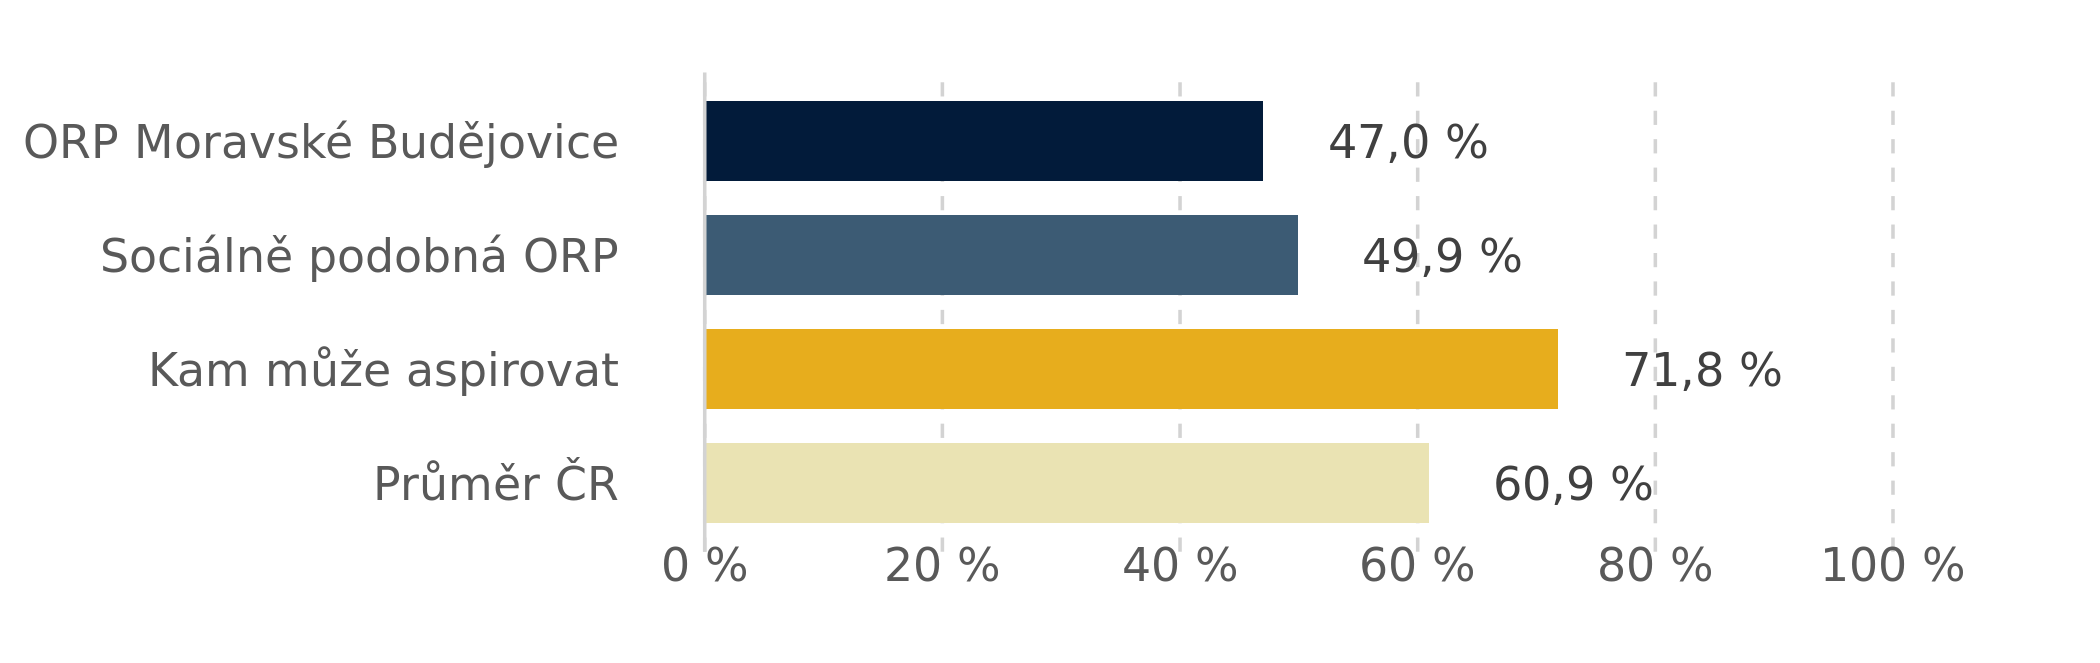 ORP Moravské Budějovice 47,0 %
Sociálně podobná ORP 49,9 %
Kam může aspirovat 71,8 %
Průměr ČR 60,9 %
0 % 20 % 40 % 60 % 80 % 100 %